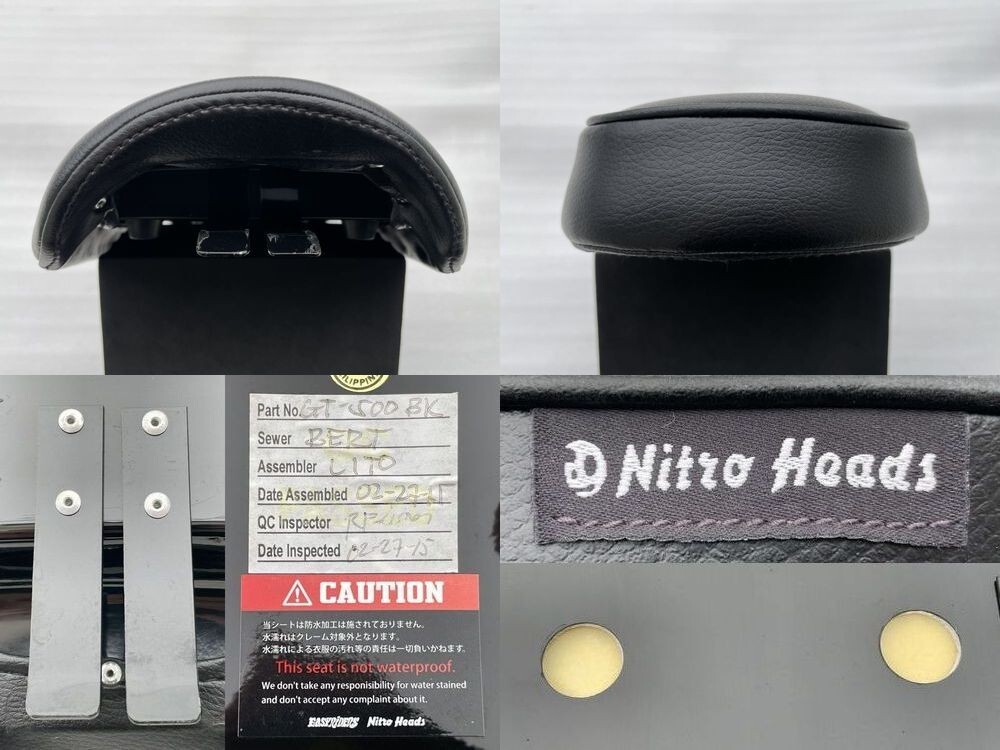 ILIPPIN
Part No. GT-500 BK
Sewer BERT
Assembler LITO
Date Assembled 02-27-15
QC Inspector
Date Inspected 02-27-15
CAUTION
当シートは防水加工は施されておりません。
水濡れはクレーム対象外となります。
水濡れによる衣服の汚れ等の責任は一切負いかねます。
This seat is not waterproof.
We don't take any responisibility for water stained
and don't accept any complaint about it.
EASYRIDERS Nitro Heads
Nitro Heads